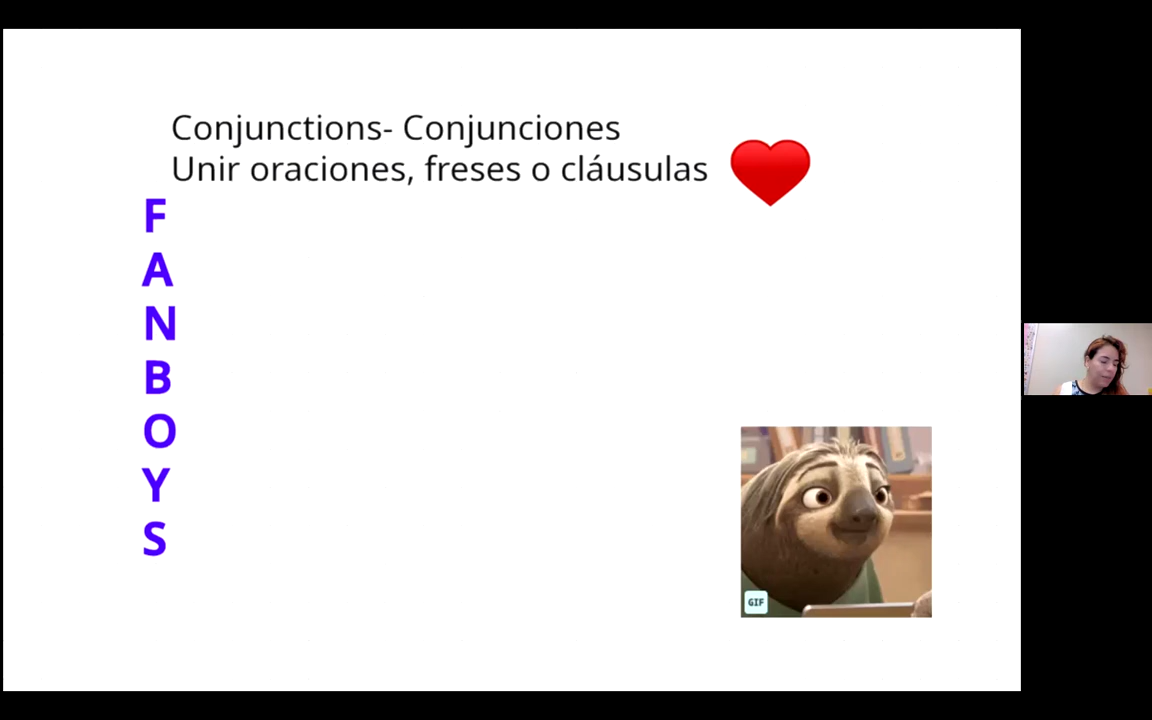 Conjunctions- Conjunciones
Unir oraciones, freses o cláusulas
F
A
N
B
O
Y
S
GIF